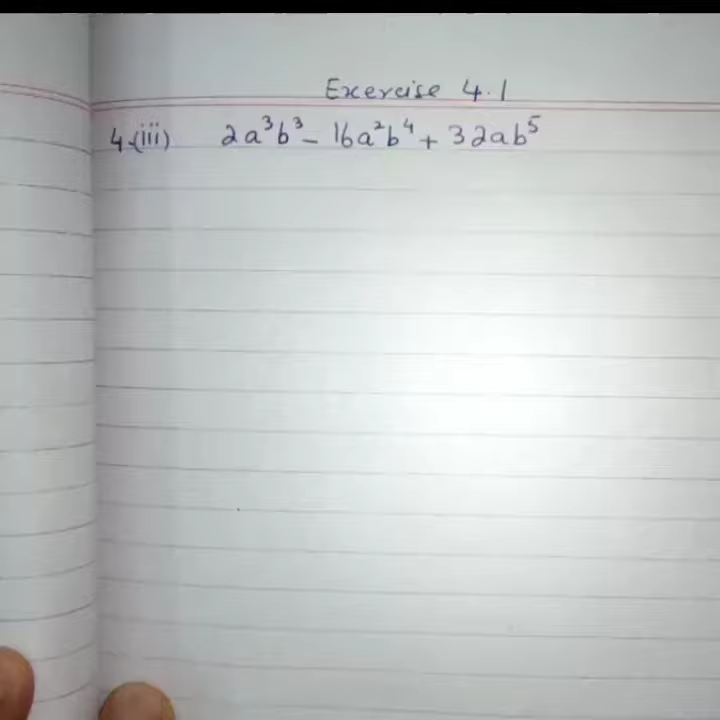 Exercise 4.1
4.(iii) 2a³b³ - 16a²b⁴ + 32ab⁵